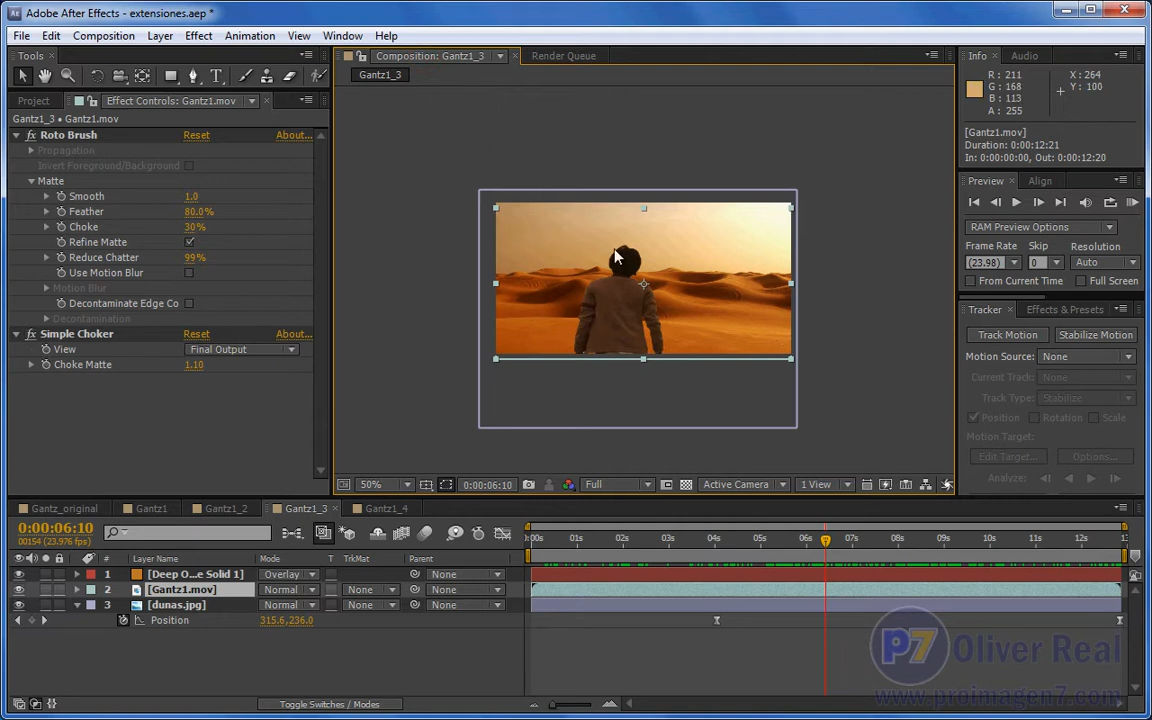 Adobe After Effects - extensiones.aep *
File Edit Composition Layer Effect Animation View Window Help
Tools
Composition: Gantz1_3 Render Queue
Info Audio
Gantz1_3
R: 211 X: 264
G: 168 Y: 100
B: 113
A: 255
Project Effect Controls: Gantz1.mov
Gantz1_3 • Gantz1.mov
[Gantz1.mov]
Duration: 0:00:12:21
In: 0:00:00:00, Out: 0:00:12:20
Roto Brush Reset About...
Propagation
Invert Foreground/Background
Matte
Smooth 1.0
Feather 80.0%
Choke 30%
Refine Matte
Reduce Chatter 99%
Use Motion Blur
Motion Blur
Decontaminate Edge Co
Decontamination
Simple Choker Reset About...
View Final Output
Choke Matte 1.10
Preview Align
RAM Preview Options
Frame Rate Skip Resolution
(23.98) 0 Auto
From Current Time Full Screen
Tracker Effects & Presets
Track Motion Stabilize Motion
Motion Source: None
Current Track: None
Track Type: Stabilize
Position Rotation Scale
Motion Target:
Edit Target... Options...
Analyze:
50% 0:00:06:10 Full Active Camera 1 View
Gantz_original Gantz1 Gantz1_2 Gantz1_3 Gantz1_4
0:00:06:10
00154 (23.976 fps)
:00s 01s 02s 03s 04s 05s 06s 07s 08s 09s 10s 11s 12s 13
# Layer Name Mode T TrkMat Parent
1 [Deep O...e Solid 1] Overlay None
2 [Gantz1.mov] Normal None None
3 [dunas.jpg] Normal None None
Position 315.6,236.0
Toggle Switches / Modes
P7 Oliver Real
www.proimagen7.com